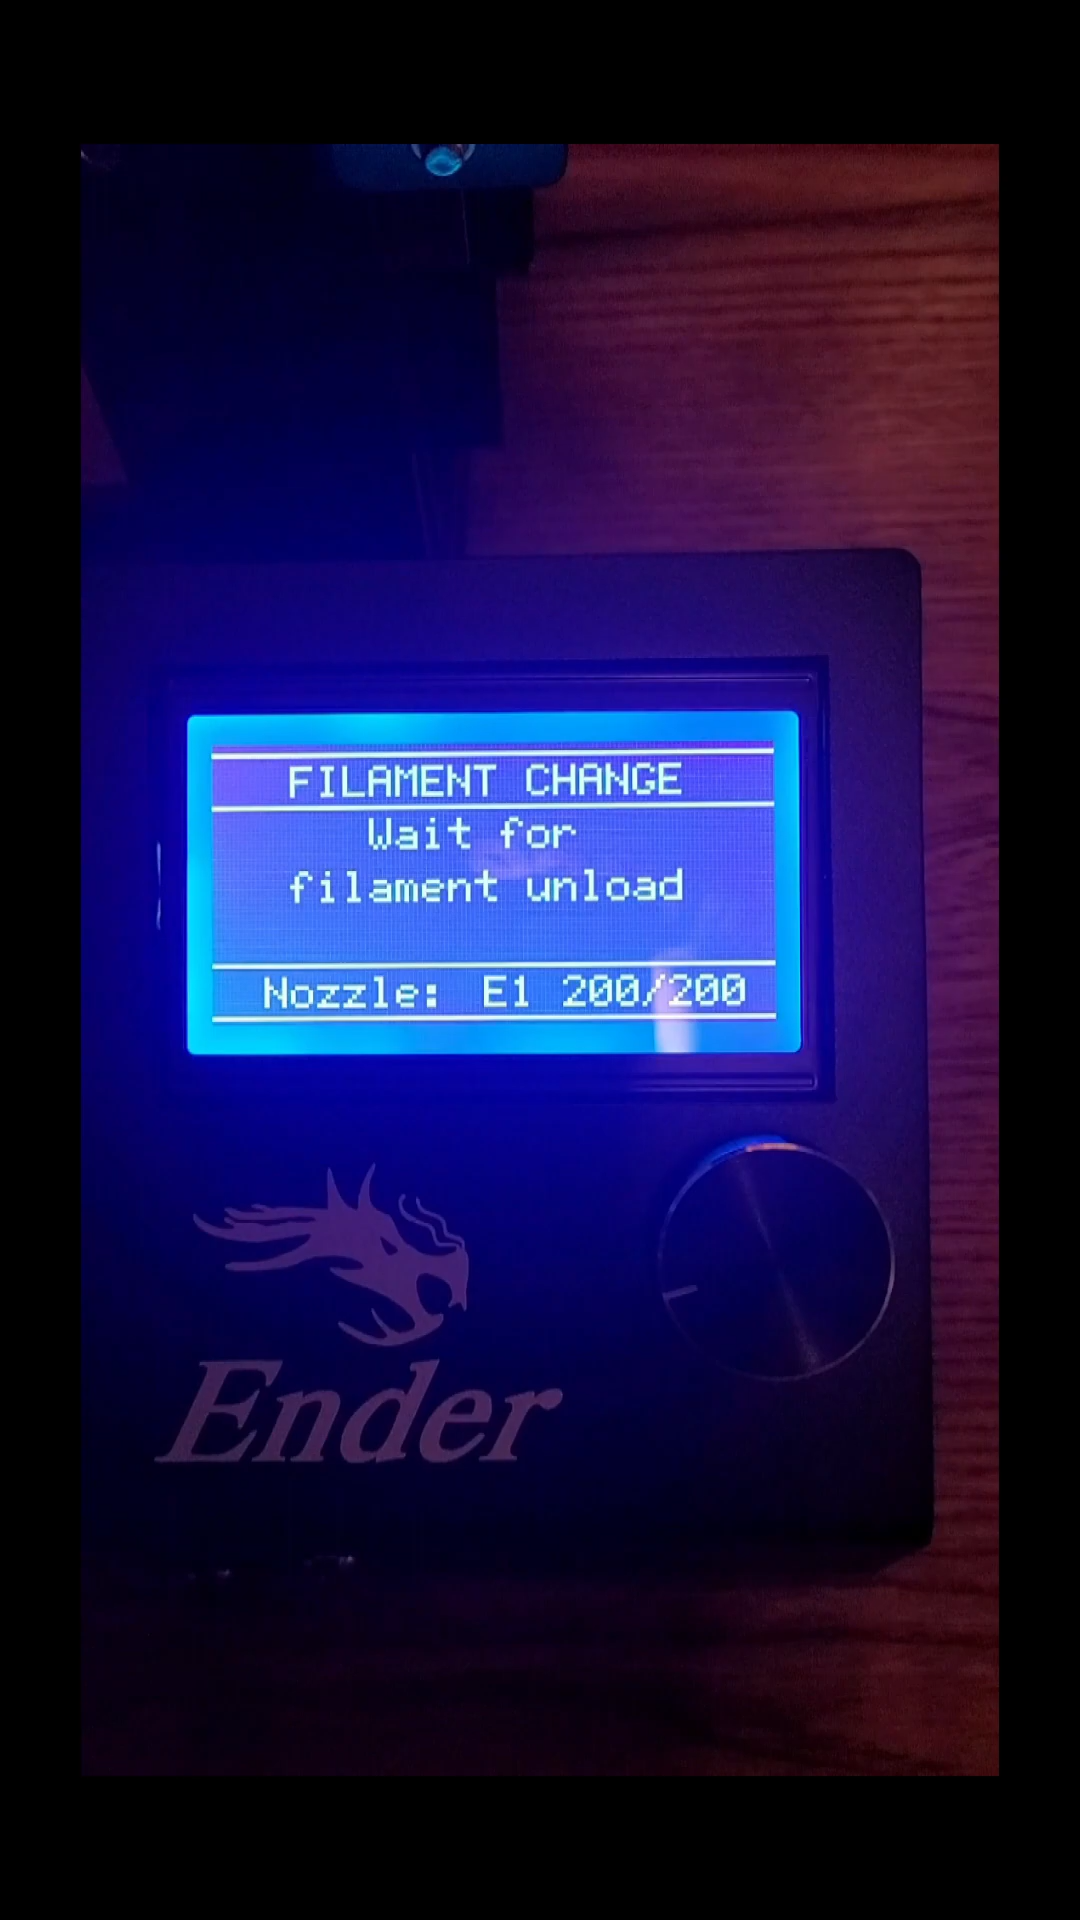 FILAMENT CHANGE
Wait for
filament unload
Nozzle: E1 200/200
Ender